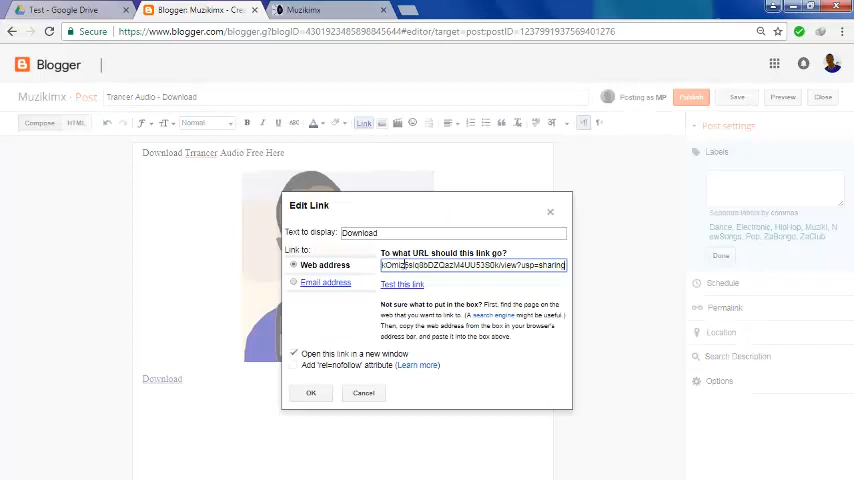 Test - Google Drive
Blogger: Muzikimx - Cre
Muzikimx
Secure
https://www.blogger.com/blogger.g?blogID=4301923485898845644#editor/target=post;postID=1237991937569401276
Blogger
Muzikimx · Post
Trancer Audio - Download
Posting as MP
Publish
Save
Preview
Close
Compose
HTML
Normal
B I U ABC
A
Link
Post settings
Download Trrancer Audio Free Here
Labels
Separate labels by commas
Dance, Electronic, HipHop, Muziki, N
ewSongs, Pop, ZaBongo, ZaClub
Done
Schedule
Permalink
Location
Search Description
Options
Edit Link
Text to display:
Download
Link to:
To what URL should this link go?
Web address
Email address
Test this link
Not sure what to put in the box? First, find the page on the
web that you want to link to. (A search engine might be useful.)
Then, copy the web address from the box in your browser's
address bar, and paste it into the box above.
Open this link in a new window
Add 'rel=nofollow' attribute (Learn more)
OK
Cancel
Download